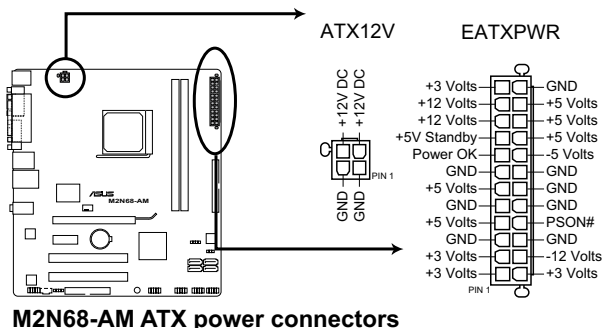 ATX12V
EATXPWR
+12V DC
+12V DC
GND
GND
PIN 1
+3 Volts GND
+12 Volts +5 Volts
+12 Volts +5 Volts
+5V Standby +5 Volts
Power OK -5 Volts
GND GND
+5 Volts GND
GND GND
+5 Volts PSON#
GND GND
+3 Volts -12 Volts
+3 Volts +3 Volts
PIN 1
ASUS
M2N68-AM
M2N68-AM ATX power connectors